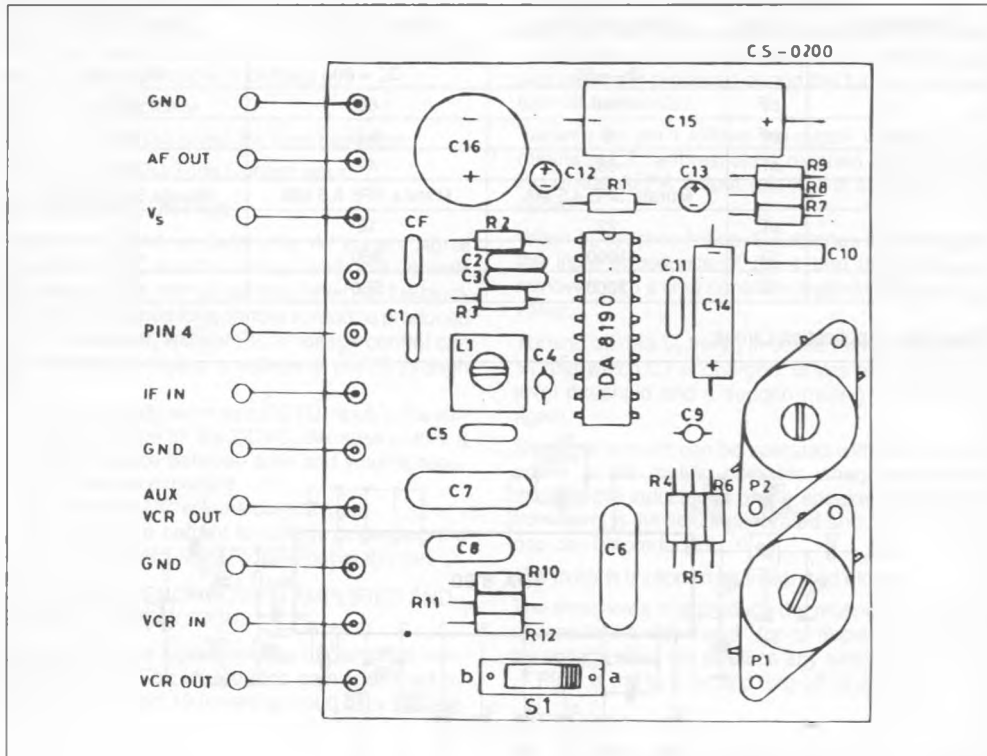 CS-0200
GND
AF OUT
Vs
PIN 4
IF IN
GND
AUX
VCR OUT
GND
VCR IN
VCR OUT
-
C16
+
C15
+
+
C12
-
R1
C13
+
-
R9
R8
R7
CF
R2
C2
C3
R3
C1
L1
C4
TDA 8190
C11
C14
+
C10
C5
C9
C7
R4
R6
R5
P2
C8
C6
R10
R11
R12
P1
b
a
S1